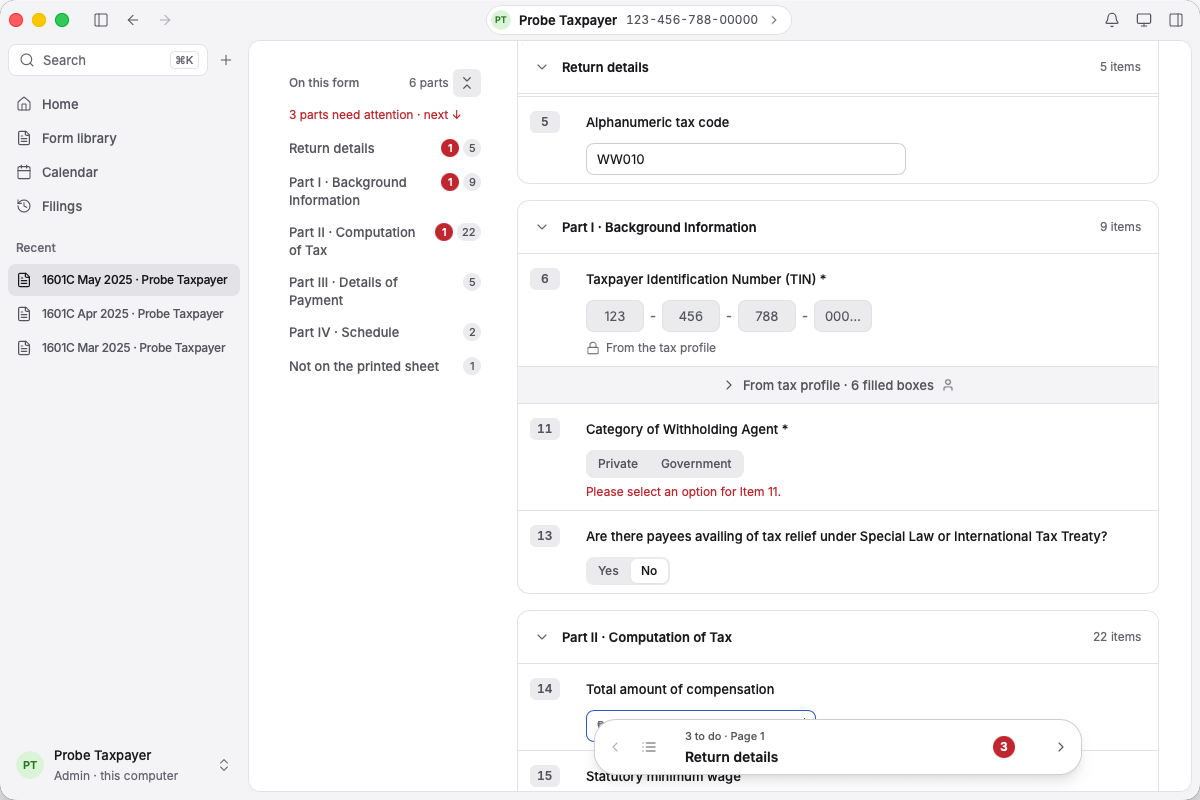 PT Probe Taxpayer 123-456-788-00000
Search ⌘K
Home
Form library
Calendar
Filings
Recent
1601C May 2025 · Probe Taxpayer
1601C Apr 2025 · Probe Taxpayer
1601C Mar 2025 · Probe Taxpayer
PT Probe Taxpayer
Admin · this computer
On this form 6 parts
3 parts need attention · next ↓
Return details 1 5
Part I · Background
Information 1 9
Part II · Computation
of Tax 1 22
Part III · Details of
Payment 5
Part IV · Schedule 2
Not on the printed sheet 1
Return details 5 items
5 Alphanumeric tax code
WW010
Part I · Background Information 9 items
6 Taxpayer Identification Number (TIN) *
123 - 456 - 788 - 000...
From the tax profile
From tax profile · 6 filled boxes
11 Category of Withholding Agent *
Private Government
Please select an option for Item 11.
13 Are there payees availing of tax relief under Special Law or International Tax Treaty?
Yes No
Part II · Computation of Tax 22 items
14 Total amount of compensation
15 Statutory minimum wage
3 to do · Page 1
Return details 3